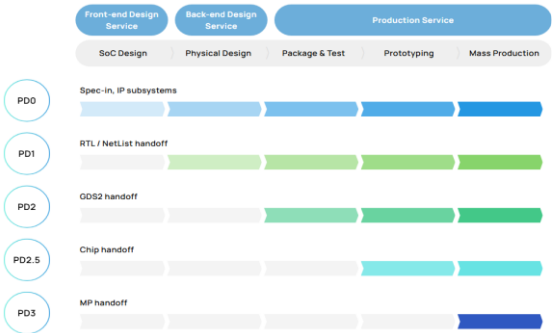 Front-end Design
Service
Back-end Design
Service
Production Service
SoC Design
Physical Design
Package & Test
Prototyping
Mass Production
PD0
Spec-in, IP subsystems
PD1
RTL / NetList handoff
PD2
GDS2 handoff
PD2.5
Chip handoff
PD3
MP handoff